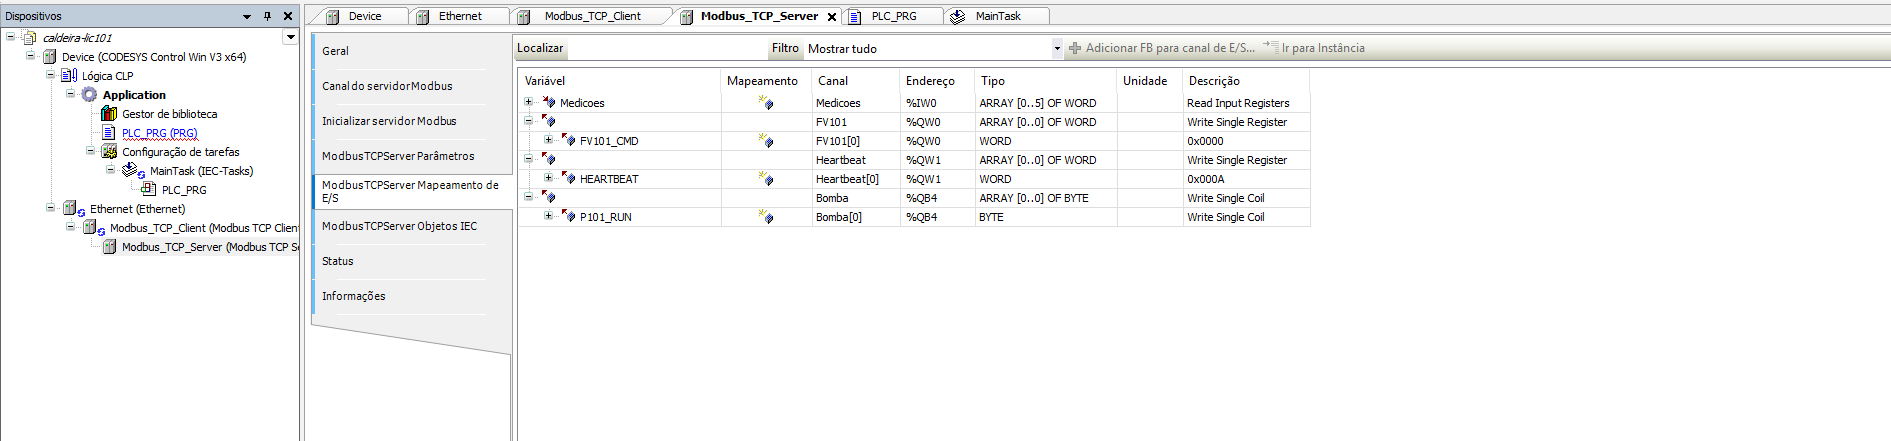 Dispositivos
caldeira-lic101
Device (CODESYS Control Win V3 x64)
Lógica CLP
Application
Gestor de biblioteca
PLC_PRG (PRG)
Configuração de tarefas
MainTask (IEC-Tasks)
PLC_PRG
Ethernet (Ethernet)
Modbus_TCP_Client (Modbus TCP Client
Modbus_TCP_Server (Modbus TCP Se
Device Ethernet Modbus_TCP_Client Modbus_TCP_Server PLC_PRG MainTask
Geral
Canal do servidor Modbus
Inicializar servidor Modbus
ModbusTCPServer Parâmetros
ModbusTCPServer Mapeamento de
E/S
ModbusTCPServer Objetos IEC
Status
Informações
Localizar Filtro Mostrar tudo Adicionar FB para canal de E/S... Ir para Instância
Variável Mapeamento Canal Endereço Tipo Unidade Descrição
Medicoes Medicoes %IW0 ARRAY [0..5] OF WORD Read Input Registers
FV101 %QW0 ARRAY [0..0] OF WORD Write Single Register
FV101_CMD FV101[0] %QW0 WORD 0x0000
Heartbeat %QW1 ARRAY [0..0] OF WORD Write Single Register
HEARTBEAT Heartbeat[0] %QW1 WORD 0x000A
Bomba %QB4 ARRAY [0..0] OF BYTE Write Single Coil
P101_RUN Bomba[0] %QB4 BYTE Write Single Coil